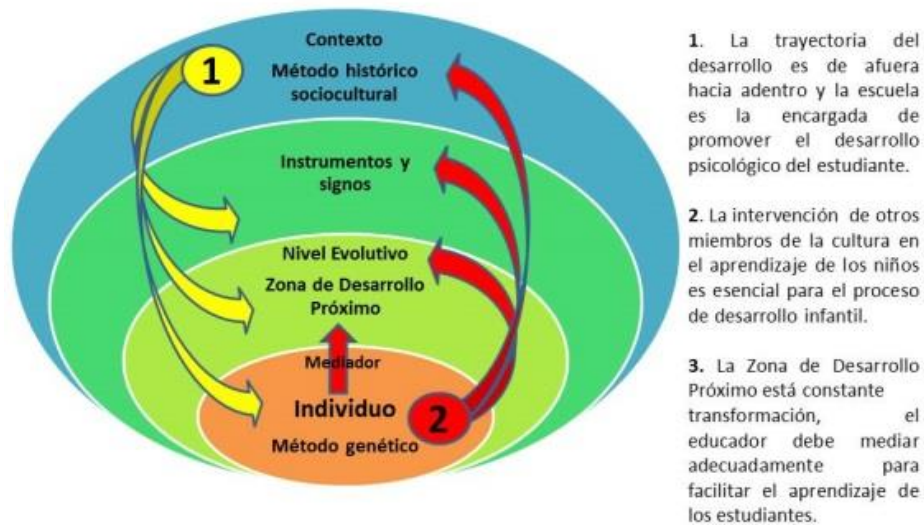 1
Contexto
Método histórico
sociocultural
Instrumentos y
signos
Nivel Evolutivo
Zona de Desarrollo
Próximo
Mediador
Individuo
2
Método genético
1. La trayectoria del
desarrollo es de afuera
hacia adentro y la escuela
es la encargada de
promover el desarrollo
psicológico del estudiante.
2. La intervención de otros
miembros de la cultura en
el aprendizaje de los niños
es esencial para el proceso
de desarrollo infantil.
3. La Zona de Desarrollo
Próximo está constante
transformación, el
educador debe mediar
adecuadamente para
facilitar el aprendizaje de
los estudiantes.